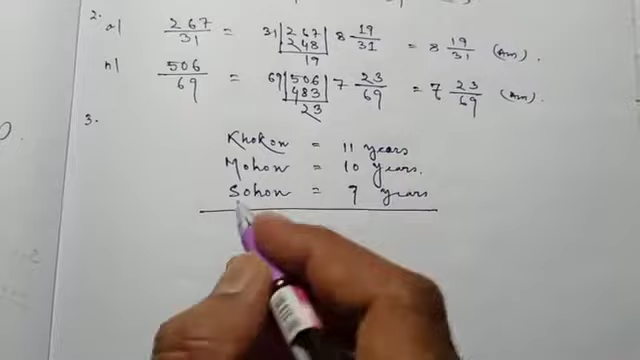 2.
o) 267/31 = 31|267| 8 19/31 = 8 19/31 (Ans).
248
19
n) 506/69 = 69|506| 7 23/69 = 7 23/69 (Ans).
483
23
3.
Khokon = 11 years
Mohon = 10 years.
Sohon = 9 years